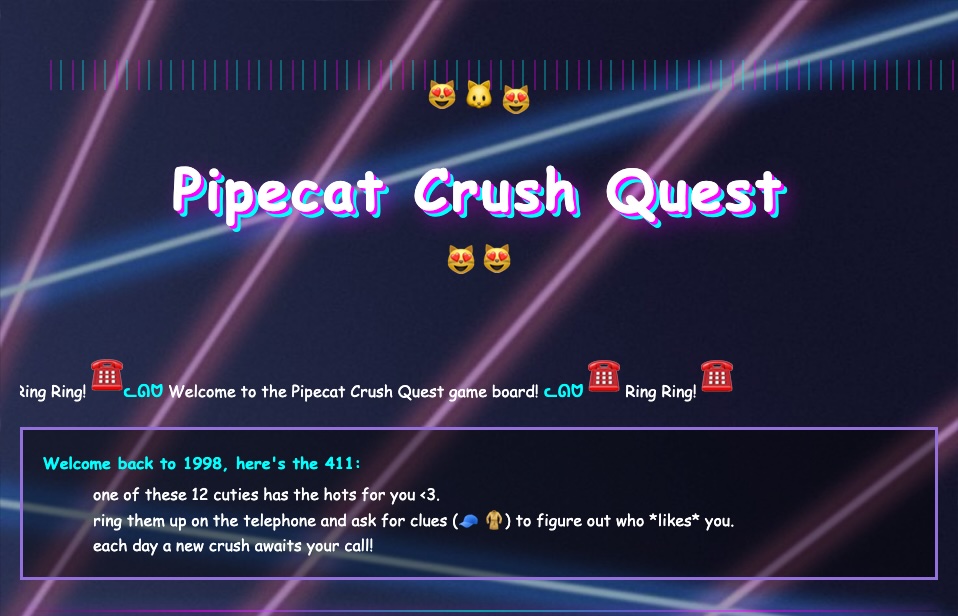 Pipecat Crush Quest
Ring Ring! ☎️ᓚᘏᗢ Welcome to the Pipecat Crush Quest game board! ᓚᘏᗢ☎️ Ring Ring! ☎️
Welcome back to 1998, here's the 411:
one of these 12 cuties has the hots for you <3.
ring them up on the telephone and ask for clues (🧢 🧥) to figure out who *likes* you.
each day a new crush awaits your call!